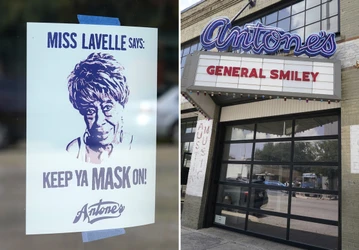 MISS LAVELLE SAYS:
KEEP YA MASK ON!
Antone's
Antone's
GENERAL SMILEY